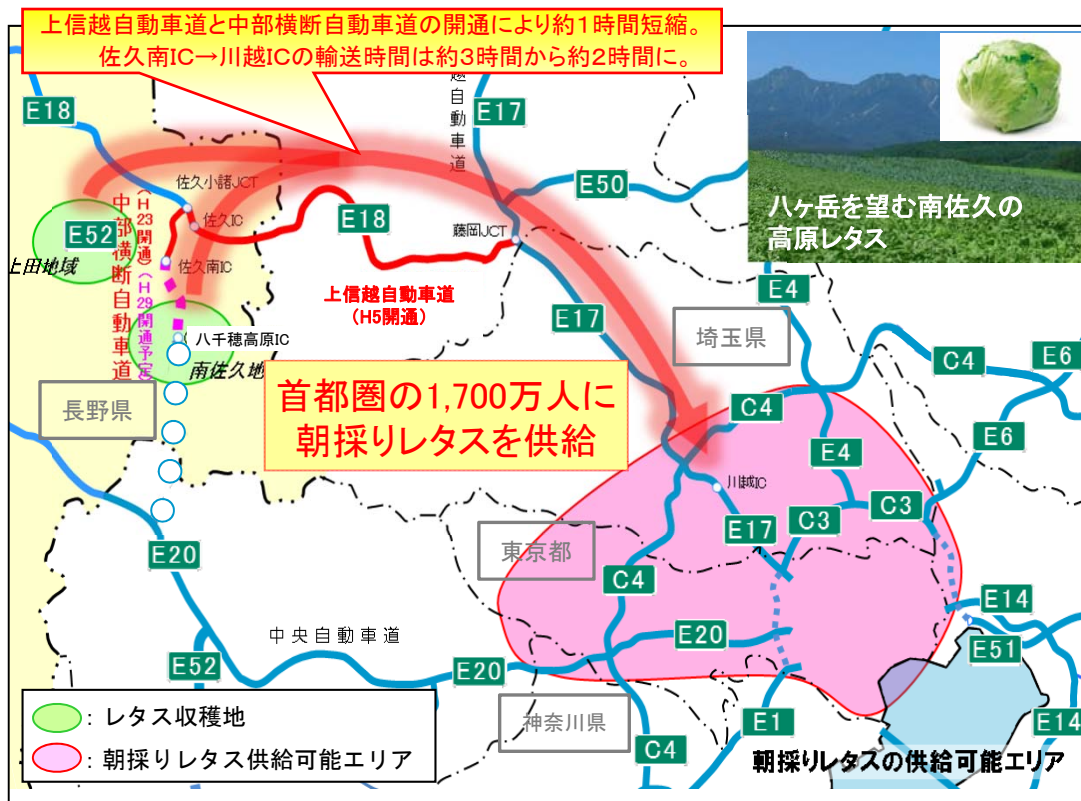 上信越自動車道と中部横断自動車道の開通により約1時間短縮。
佐久南IC→川越ICの輸送時間は約3時間から約2時間に。
八ヶ岳を望む南佐久の
高原レタス
E18
越自動車道
E17
E50
佐久小諸JCT
佐久IC
E18
藤岡JCT
E52
上田地域
中部横断自動車道
(H23開通)
(H29開通予定)
佐久南IC
上信越自動車道
(H5開通)
E17
E4
埼玉県
八千穂高原IC
南佐久地
長野県
首都圏の1,700万人に
朝採りレタスを供給
C4
C4
E6
E6
E4
川越IC
C3
C3
E17
東京都
E20
C4
E14
中央自動車道
E20
E51
E52
E20
神奈川県
E1
E14
C4
: レタス収穫地
: 朝採りレタス供給可能エリア
朝採りレタスの供給可能エリア